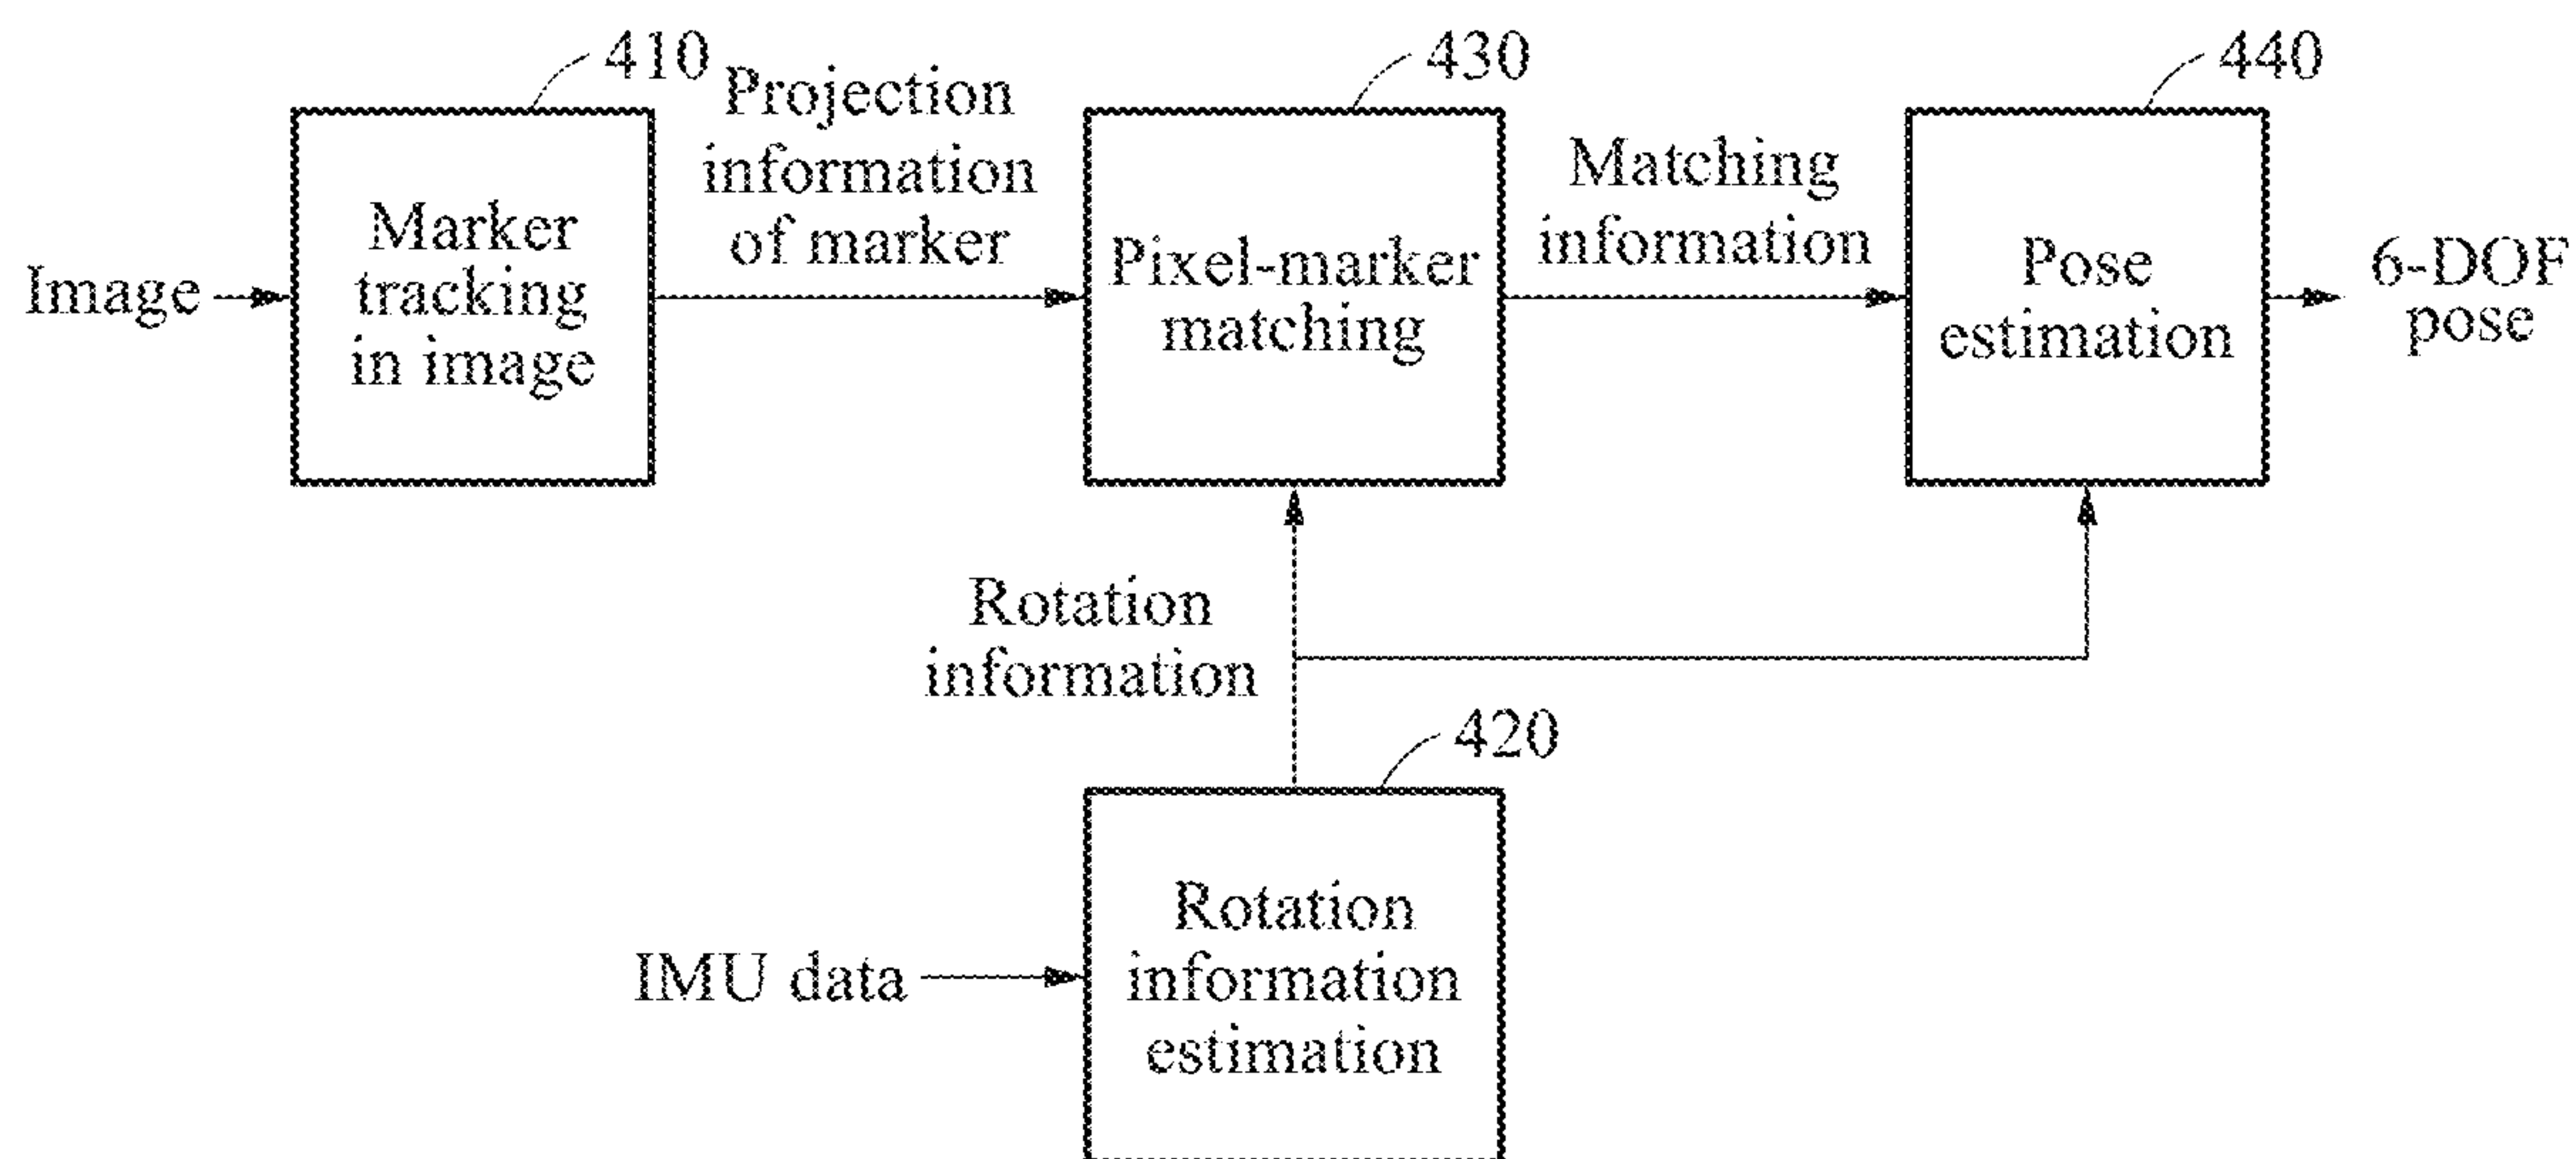 410
430
440
Projection
information
of marker
Matching
information
Image
Marker
tracking
in image
Pixel-marker
matching
Pose
estimation
6-DOF
pose
Rotation
information
420
IMU data
Rotation
information
estimation